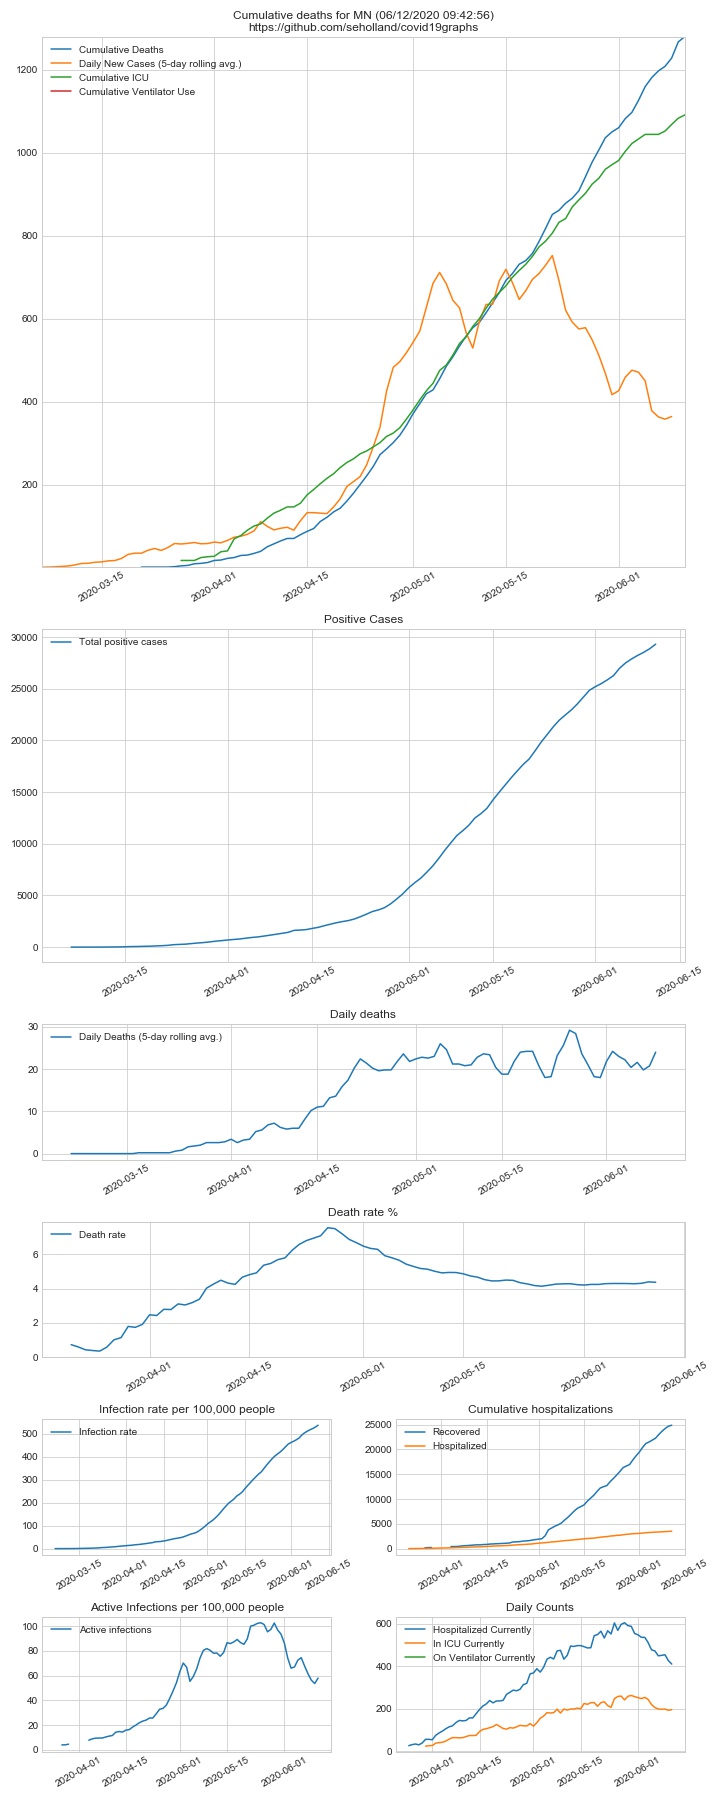 Cumulative deaths for MN (06/12/2020 09:42:56)
https://github.com/seholland/covid19graphs
Cumulative Deaths
Daily New Cases (5-day rolling avg.)
Cumulative ICU
Cumulative Ventilator Use
1200
1000
800
600
400
200
2020-03-15 2020-04-01 2020-04-15 2020-05-01 2020-05-15 2020-06-01
Positive Cases
Total positive cases
30000
25000
20000
15000
10000
5000
0
2020-03-15 2020-04-01 2020-04-15 2020-05-01 2020-05-15 2020-06-01 2020-06-15
Daily deaths
Daily Deaths (5-day rolling avg.)
30
20
10
0
2020-03-15 2020-04-01 2020-04-15 2020-05-01 2020-05-15 2020-06-01
Death rate %
Death rate
6
4
2
0
2020-04-01 2020-04-15 2020-05-01 2020-05-15 2020-06-01 2020-06-15
Infection rate per 100,000 people
Infection rate
500
400
300
200
100
0
2020-03-15 2020-04-01 2020-04-15 2020-05-01 2020-05-15 2020-06-01 2020-06-15
Cumulative hospitalizations
Recovered
Hospitalized
25000
20000
15000
10000
5000
0
2020-04-01 2020-04-15 2020-05-01 2020-05-15 2020-06-01 2020-06-15
Active Infections per 100,000 people
Active infections
100
80
60
40
20
0
2020-04-01 2020-04-15 2020-05-01 2020-05-15 2020-06-01
Daily Counts
Hospitalized Currently
In ICU Currently
On Ventilator Currently
600
400
200
0
2020-04-01 2020-04-15 2020-05-01 2020-05-15 2020-06-01